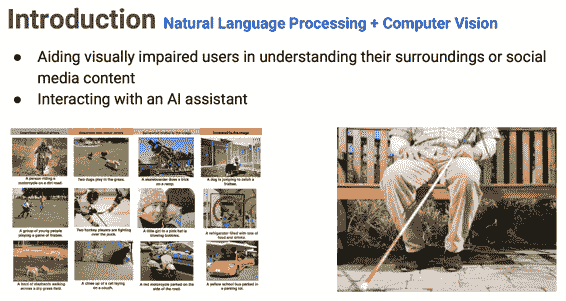 Introduction Natural Language Processing + Computer Vision
● Aiding visually impaired users in understanding their surroundings or social
media content
● Interacting with an AI assistant
A person riding a
motorcycle on a dirt road.
Two dogs play in the grass.
A skateboarder does a trick
on a ramp.
A dog is jumping to catch a
frisbee.
A group of young people
playing a game of frisbee.
Two hockey players are fighting
over the puck.
A little girl in a pink hat is
blowing bubbles.
A refrigerator filled with lots of
food and drinks.
A herd of elephants walking
across a dry grass field.
A close up of a cat laying
on a couch.
A red motorcycle parked on the
side of the road.
A yellow school bus parked in
a parking lot.